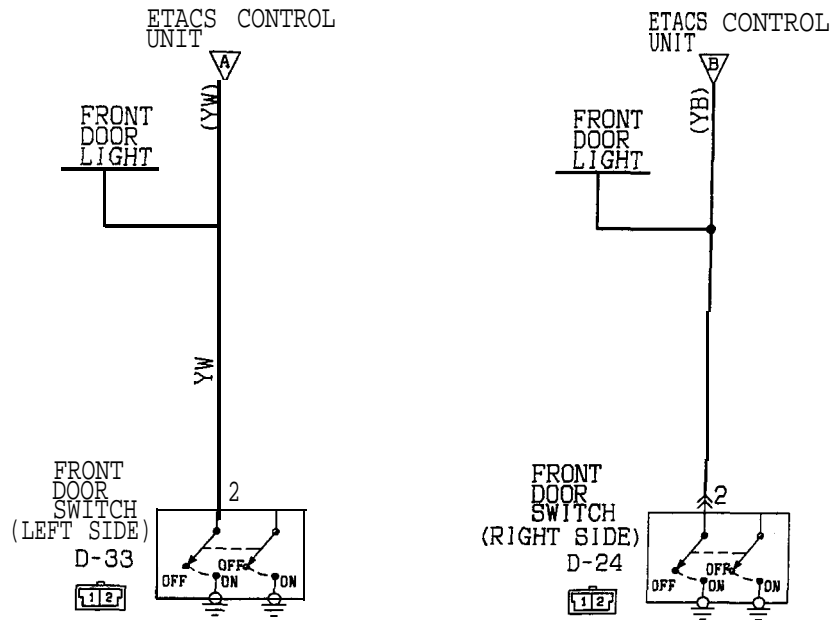 ETACS CONTROL
UNIT
A
(YW)
FRONT
DOOR
LIGHT
YW
FRONT
DOOR
SWITCH
(LEFT SIDE)
D-33
1 2
2
OFF
ON
OFF
ON
ETACS CONTROL
UNIT
B
(YB)
FRONT
DOOR
LIGHT
FRONT
DOOR
SWITCH
(RIGHT SIDE)
D-24
1 2
2
OFF
ON
OFF
ON